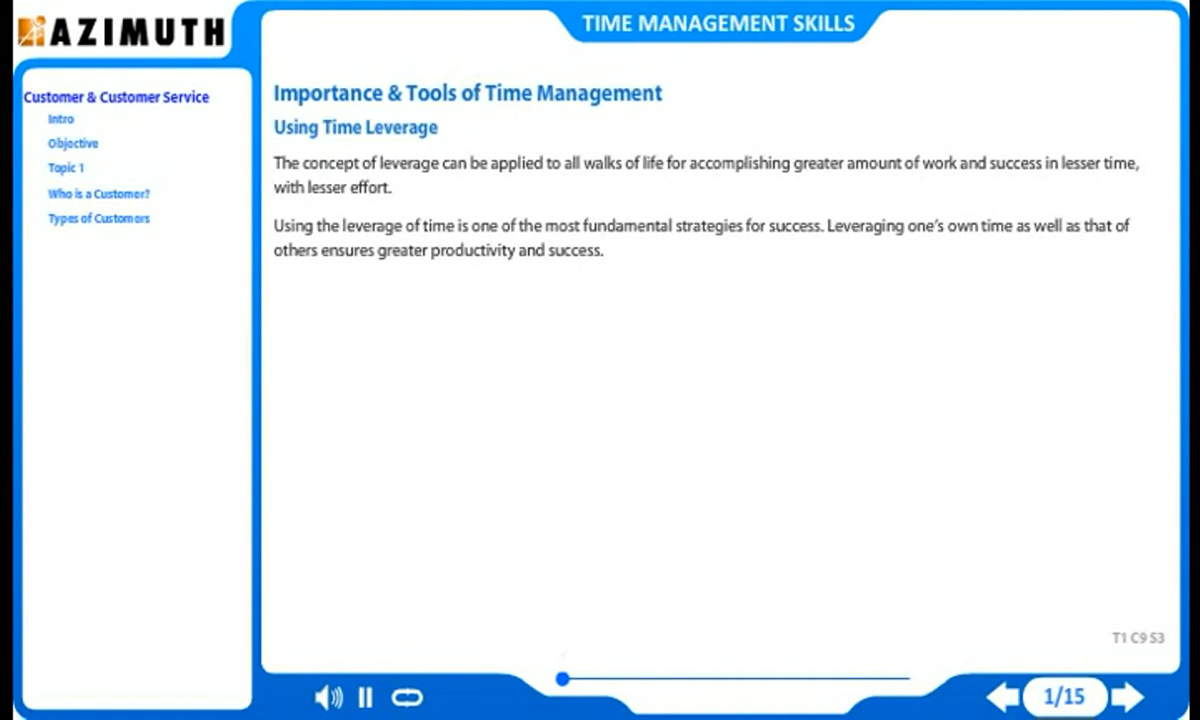 AZIMUTH
TIME MANAGEMENT SKILLS
Customer & Customer Service
Intro
Objective
Topic 1
Who is a Customer?
Types of Customers
Importance & Tools of Time Management
Using Time Leverage
The concept of leverage can be applied to all walks of life for accomplishing greater amount of work and success in lesser time,
with lesser effort.
Using the leverage of time is one of the most fundamental strategies for success. Leveraging one's own time as well as that of
others ensures greater productivity and success.
T1 C9 S3
1/15